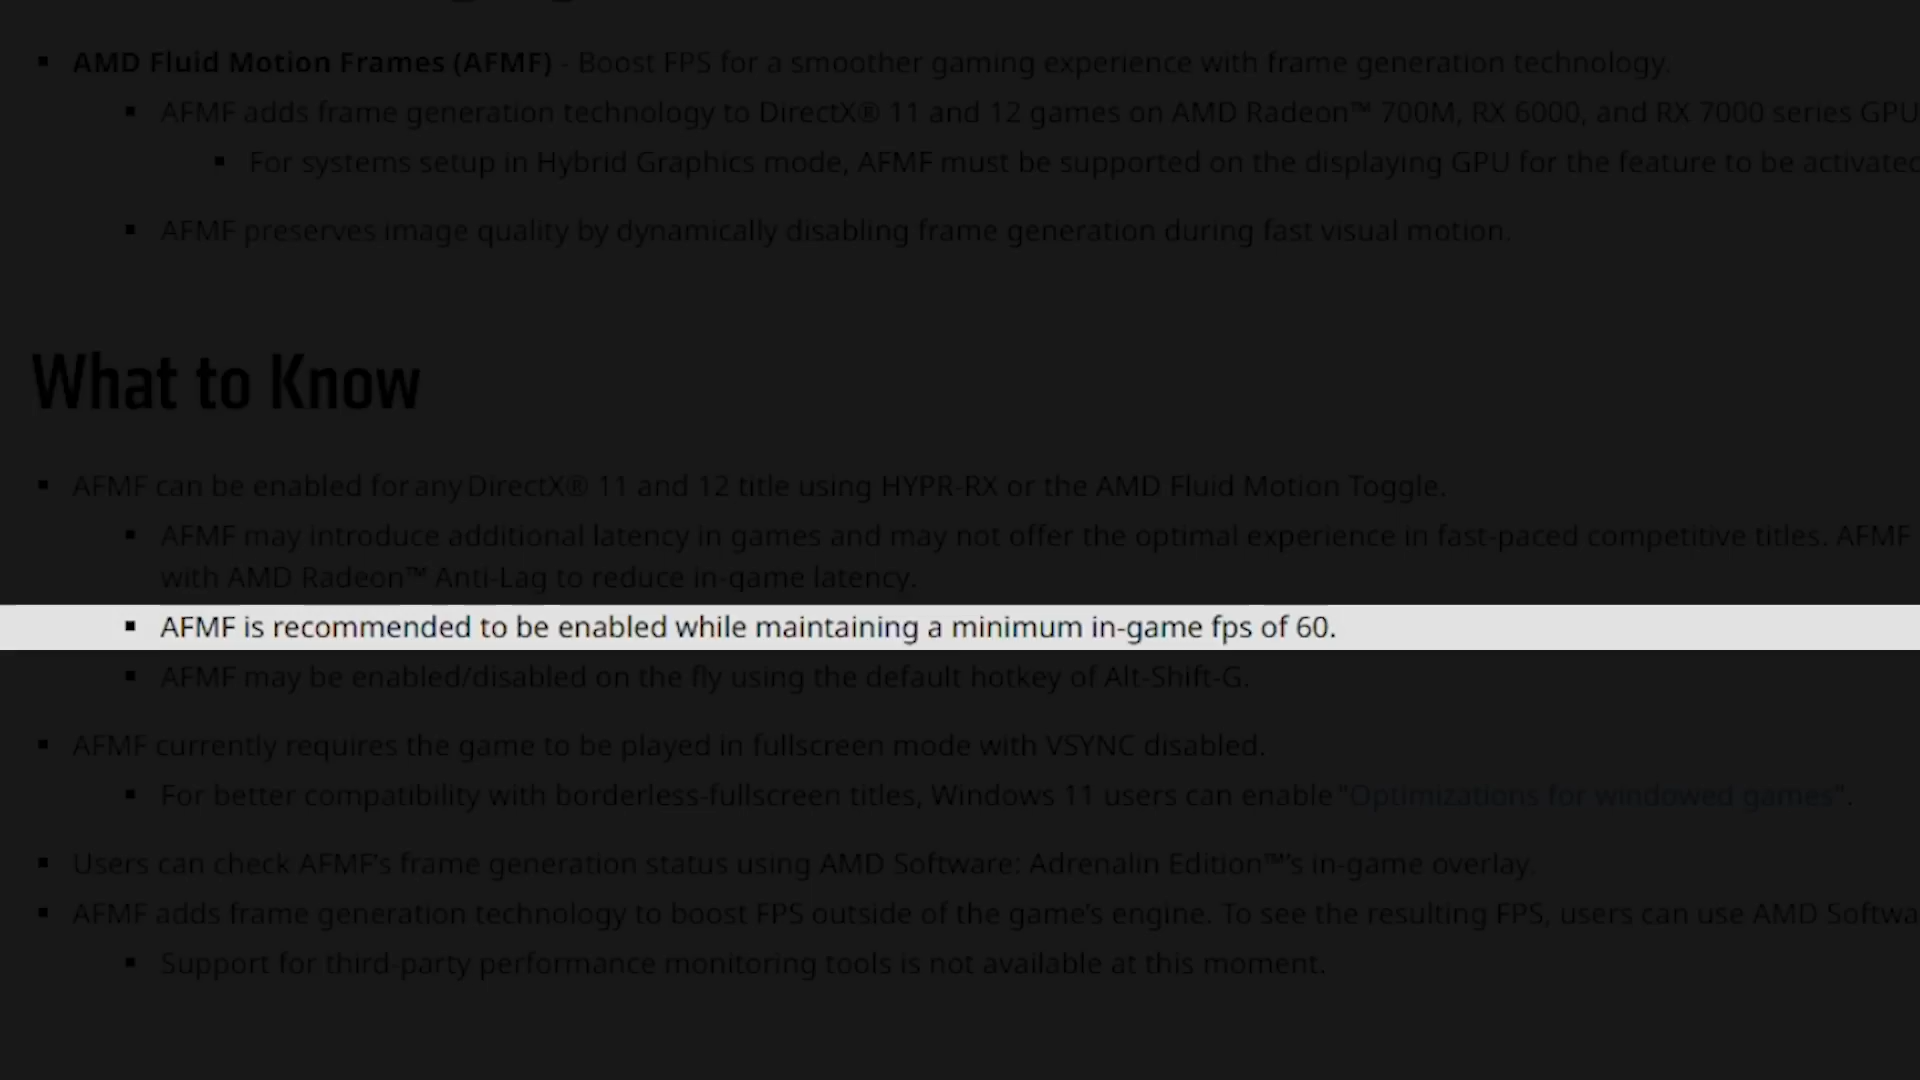 ▪ AMD Fluid Motion Frames (AFMF) - Boost FPS for a smoother gaming experience with frame generation technology.
▪ AFMF adds frame generation technology to DirectX® 11 and 12 games on AMD Radeon™ 700M, RX 6000, and RX 7000 series GPU
▪ For systems setup in Hybrid Graphics mode, AFMF must be supported on the displaying GPU for the feature to be activated
▪ AFMF preserves image quality by dynamically disabling frame generation during fast visual motion.
What to Know
▪ AFMF can be enabled for any DirectX® 11 and 12 title using HYPR-RX or the AMD Fluid Motion Toggle.
▪ AFMF may introduce additional latency in games and may not offer the optimal experience in fast-paced competitive titles. AFMF
with AMD Radeon™ Anti-Lag to reduce in-game latency.
▪ AFMF is recommended to be enabled while maintaining a minimum in-game fps of 60.
▪ AFMF may be enabled/disabled on the fly using the default hotkey of Alt-Shift-G.
▪ AFMF currently requires the game to be played in fullscreen mode with VSYNC disabled.
▪ For better compatibility with borderless-fullscreen titles, Windows 11 users can enable "Optimizations for windowed games".
▪ Users can check AFMF's frame generation status using AMD Software: Adrenalin Edition™'s in-game overlay.
▪ AFMF adds frame generation technology to boost FPS outside of the game's engine. To see the resulting FPS, users can use AMD Softwa
▪ Support for third-party performance monitoring tools is not available at this moment.